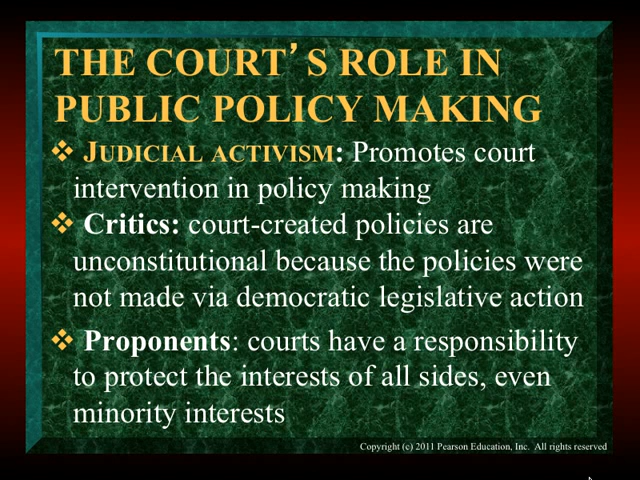 THE COURT’S ROLE IN
PUBLIC POLICY MAKING
❖ JUDICIAL ACTIVISM: Promotes court
intervention in policy making
❖ Critics: court-created policies are
unconstitutional because the policies were
not made via democratic legislative action
❖ Proponents: courts have a responsibility
to protect the interests of all sides, even
minority interests
Copyright (c) 2011 Pearson Education, Inc. All rights reserved